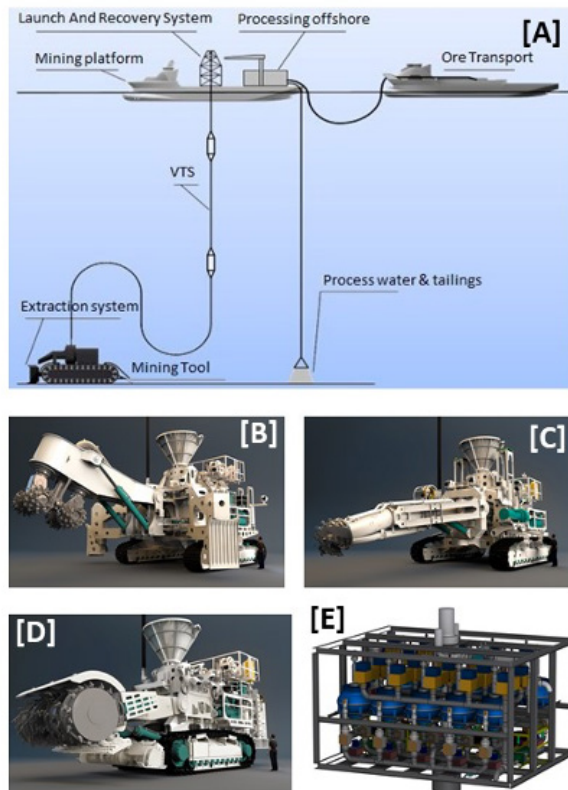 Launch And Recovery System
Processing offshore
[A]
Mining platform
Ore Transport
VTS
Process water & tailings
Extraction system
Mining Tool
[B]
[C]
[D]
[E]